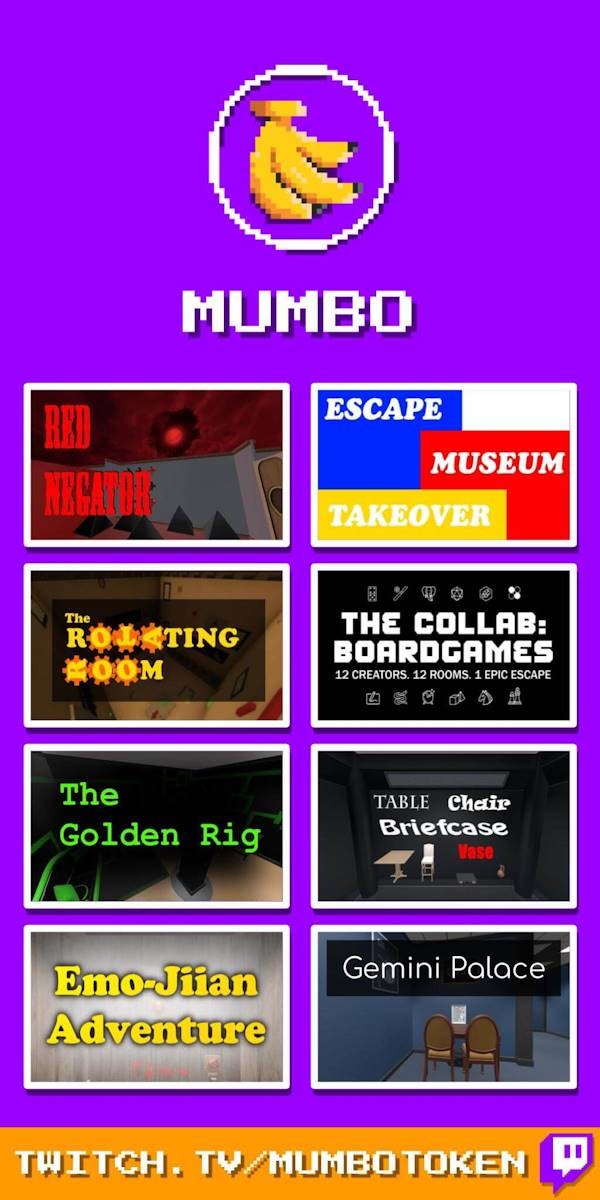 MUMBO
RED
NEGATOR
ESCAPE
MUSEUM
TAKEOVER
The
ROTATING
ROOM
THE COLLAB:
BOARDGAMES
12 CREATORS. 12 ROOMS. 1 EPIC ESCAPE
The
Golden Rig
TABLE Chair
Briefcase
Vase
Emo-Jiian
Adventure
Gemini Palace
TWITCH.TV/MUMBOTOKEN